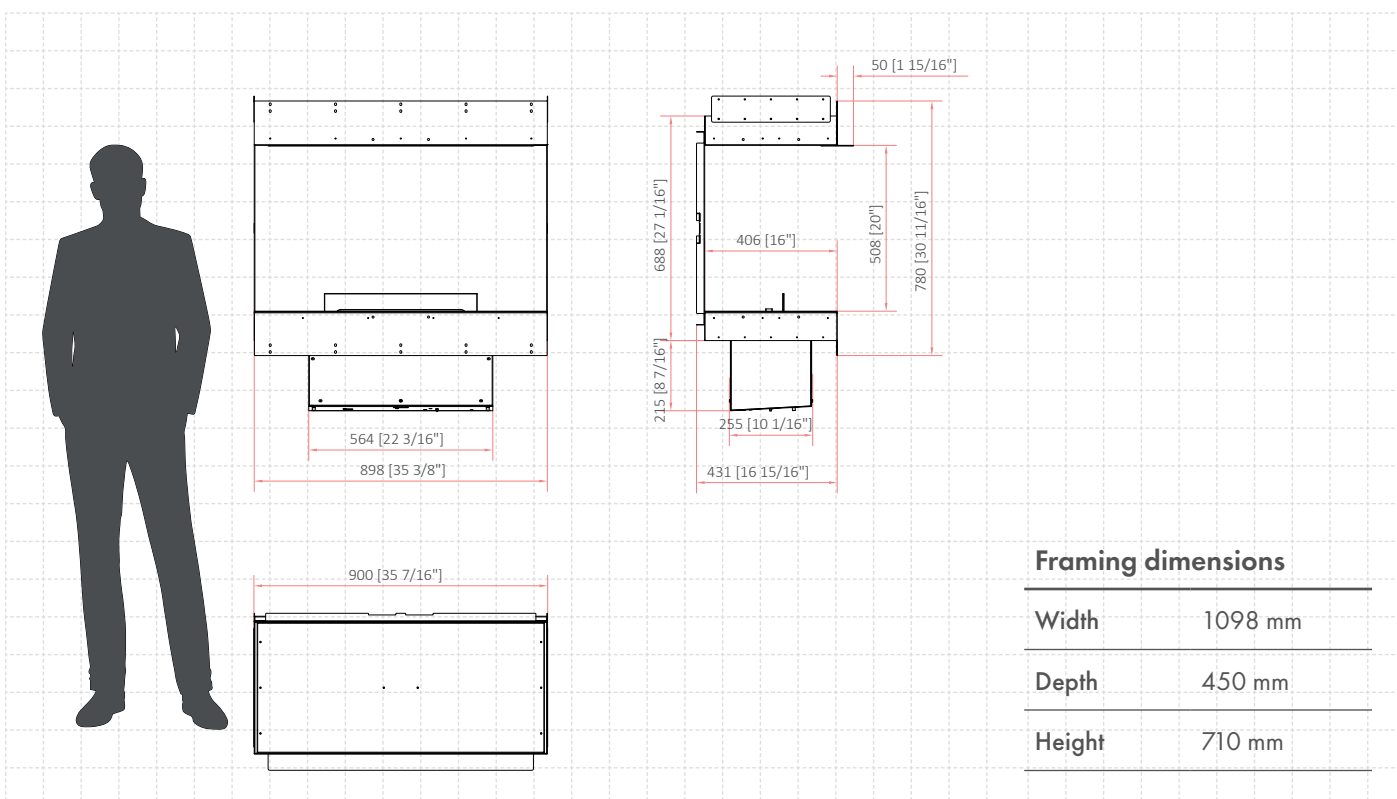 50 [1 15/16"]
688 [27 1/16"]
406 [16"]
508 [20"]
780 [30 11/16"]
215 [8 7/16"]
255 [10 1/16"]
564 [22 3/16"]
898 [35 3/8"]
431 [16 15/16"]
900 [35 7/16"]
Framing dimensions
Width 1098 mm
Depth 450 mm
Height 710 mm